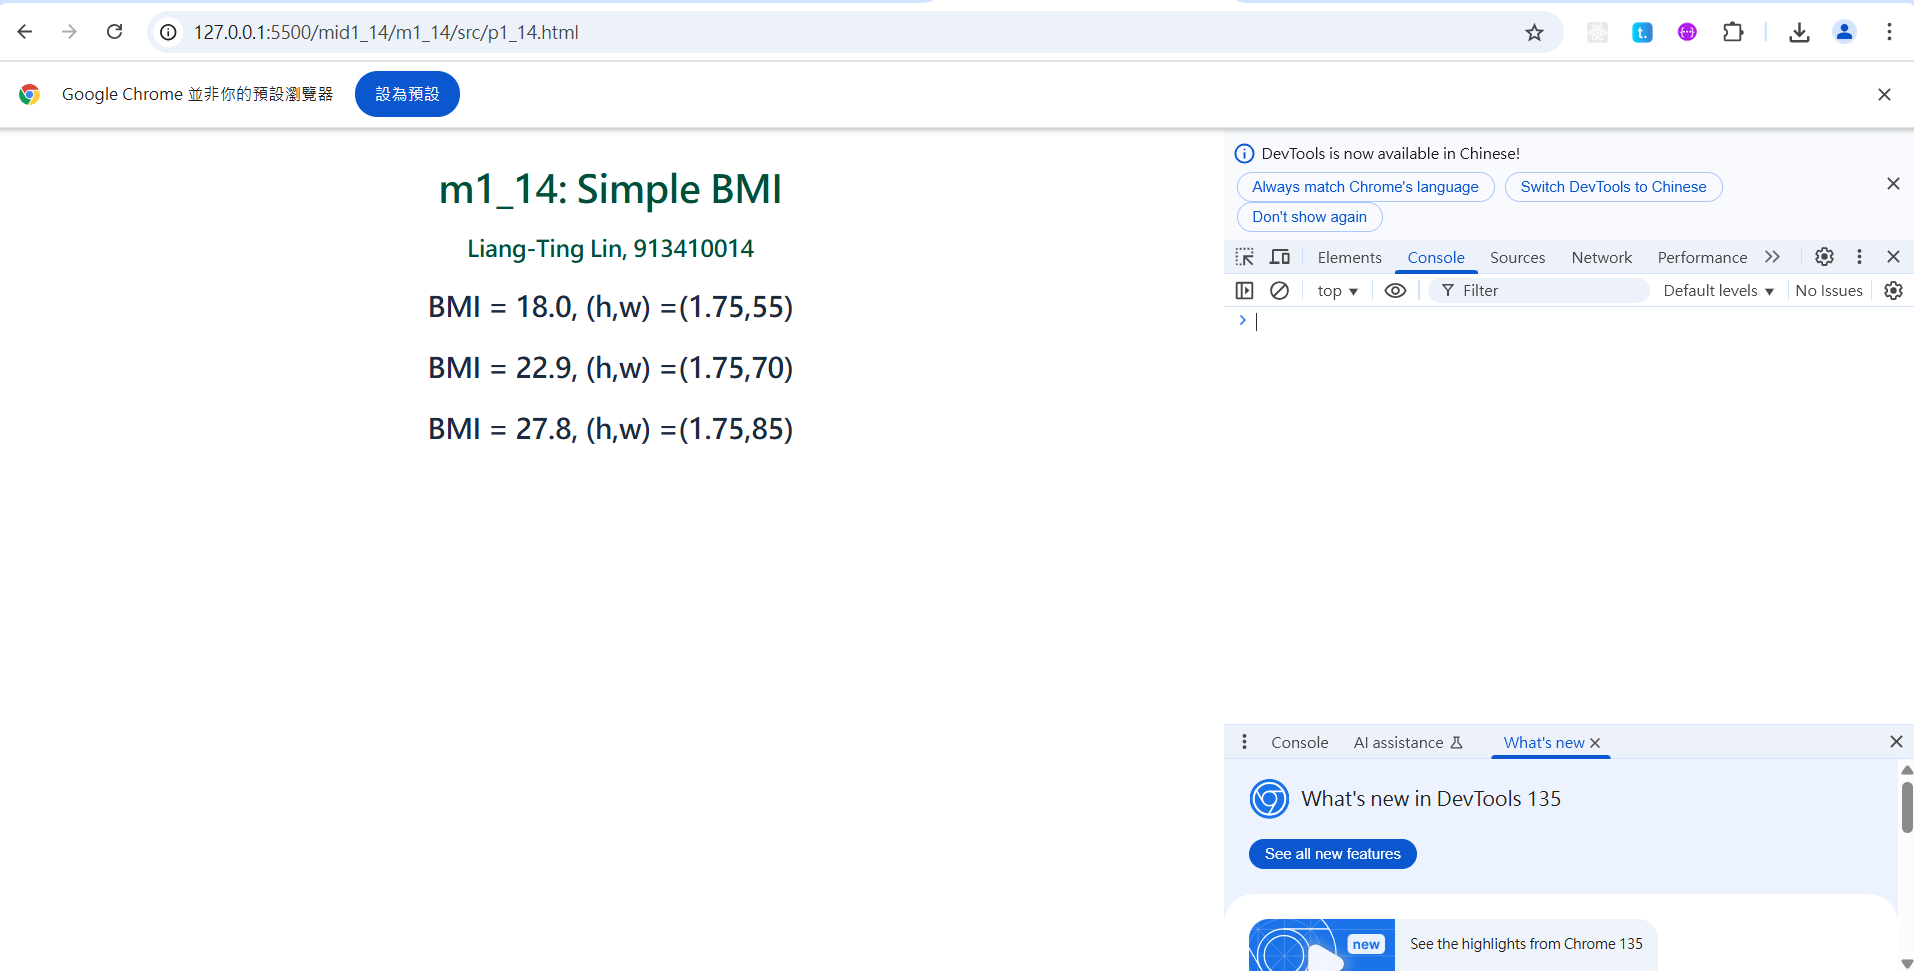 127.0.0.1:5500/mid1_14/m1_14/src/p1_14.html
t.
Google Chrome 並非你的預設瀏覽器
設為預設
m1_14: Simple BMI
Liang-Ting Lin, 913410014
BMI = 18.0, (h,w) =(1.75,55)
BMI = 22.9, (h,w) =(1.75,70)
BMI = 27.8, (h,w) =(1.75,85)
DevTools is now available in Chinese!
Always match Chrome's language
Switch DevTools to Chinese
Don't show again
Elements Console Sources Network Performance
top Filter Default levels No Issues
Console AI assistance What's new
What's new in DevTools 135
See all new features
new
See the highlights from Chrome 135